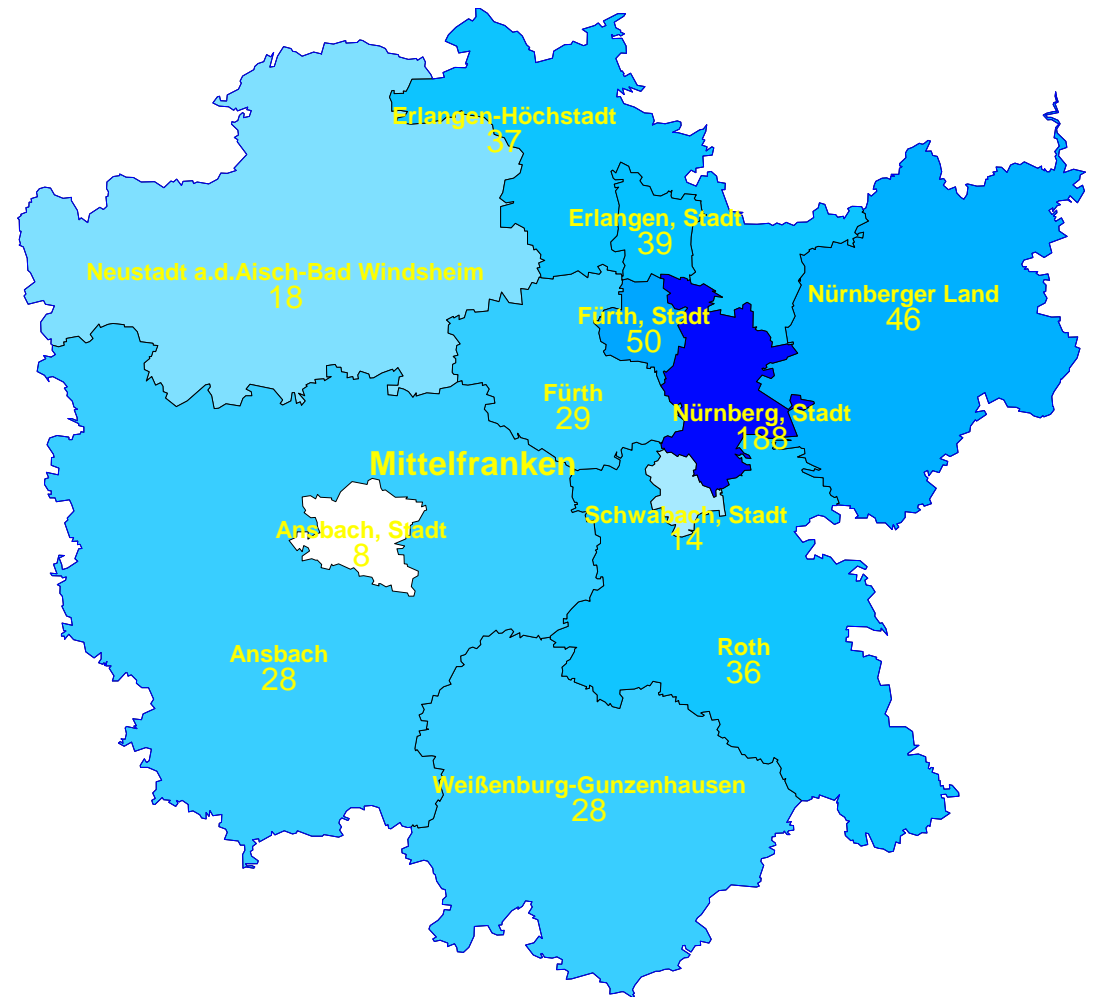 Erlangen-Höchstadt
37
Erlangen, Stadt
39
Neustadt a.d.Aisch-Bad Windsheim
18
Nürnberger Land
46
Fürth, Stadt
50
Fürth
29
Nürnberg, Stadt
188
Mittelfranken
Ansbach, Stadt
8
Schwabach, Stadt
14
Ansbach
28
Roth
36
Weißenburg-Gunzenhausen
28